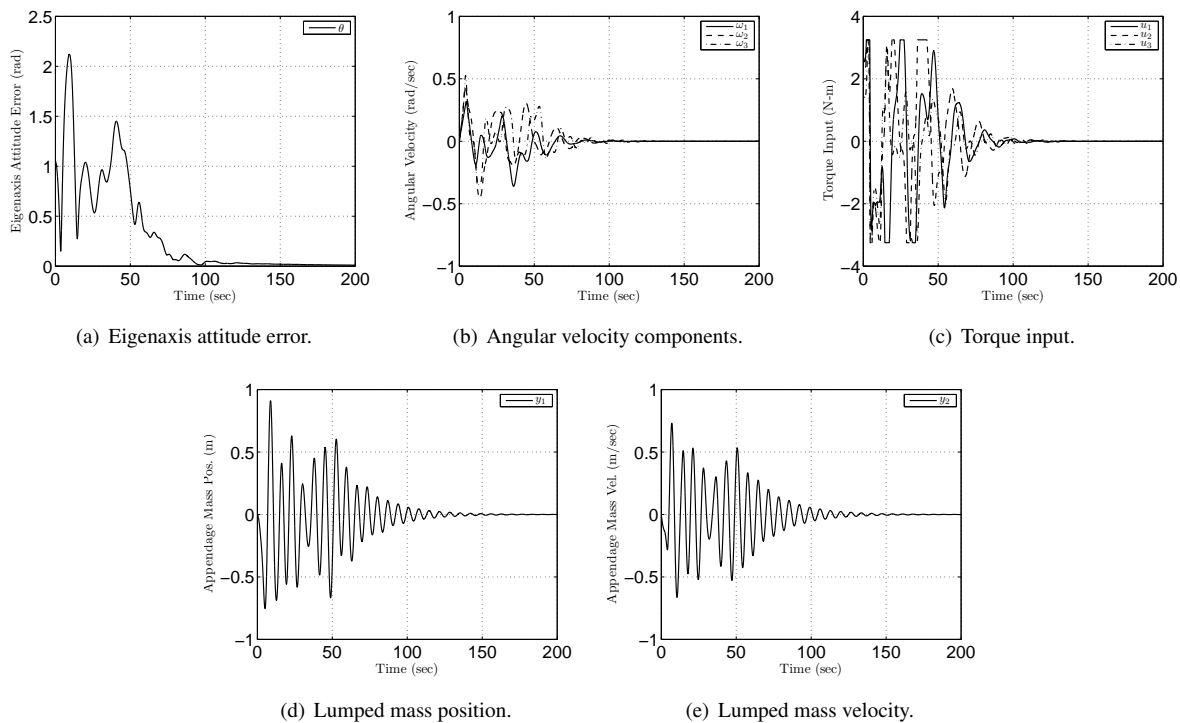 2.5
2
1.5
1
0.5
0
0 50 100 150 200
Eigenaxis Attitude Error (rad)
Time (sec)
θ
(a) Eigenaxis attitude error.
1
0.5
0
−0.5
−1
0 50 100 150 200
Angular Velocity (rad/sec)
Time (sec)
ω1
ω2
ω3
(b) Angular velocity components.
4
2
0
−2
−4
0 50 100 150 200
Torque Input (N-m)
Time (sec)
u1
u2
u3
(c) Torque input.
1
0.5
0
−0.5
−1
0 50 100 150 200
Appendage Mass Pos. (m)
Time (sec)
y1
(d) Lumped mass position.
1
0.5
0
−0.5
−1
0 50 100 150 200
Appendage Mass Vel. (m/sec)
Time (sec)
y2
(e) Lumped mass velocity.